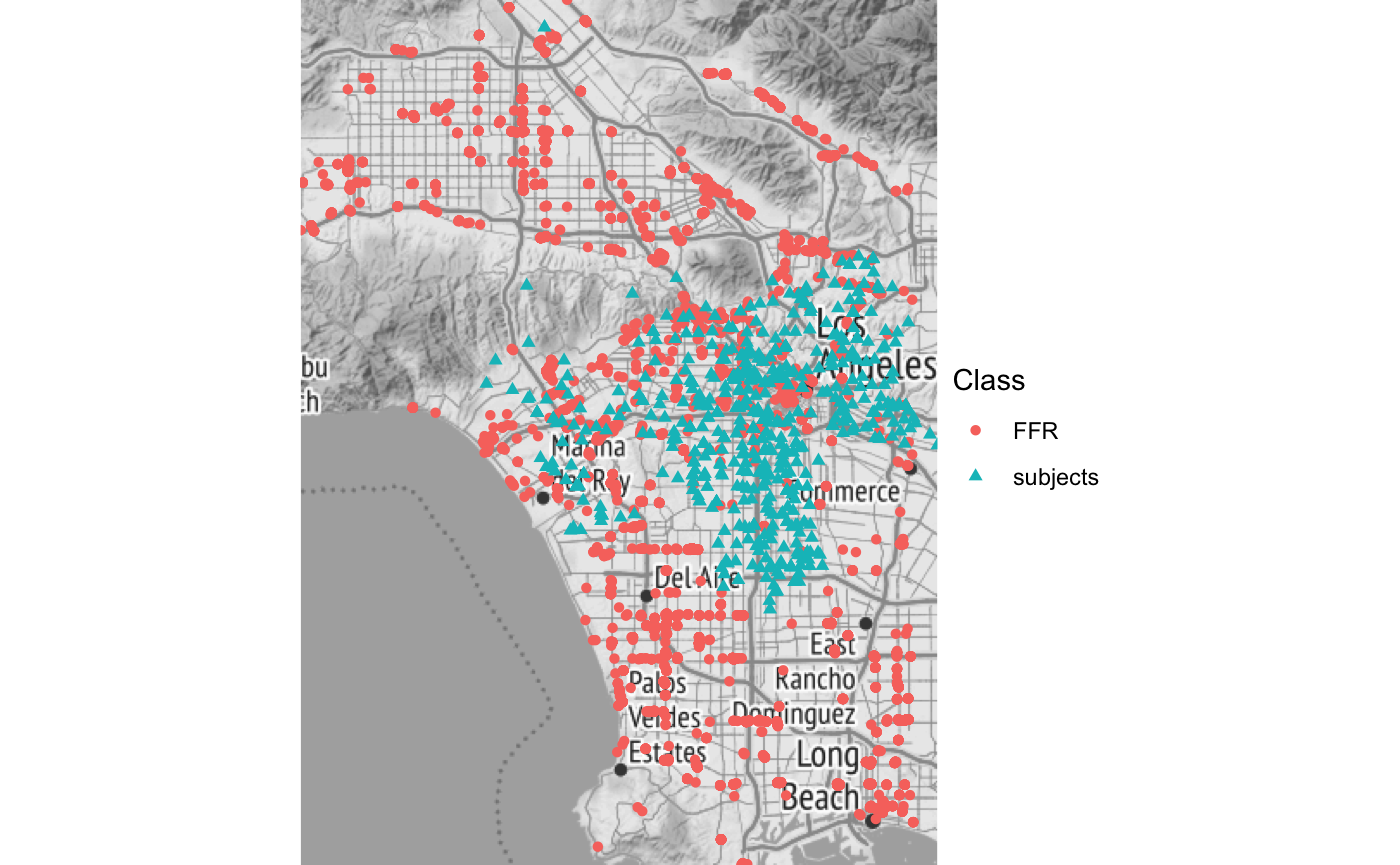 Los
Angeles
bu
ch
Marina
del Rey
Commerce
Del Aire
East
Rancho
Dominguez
Palos
Verdes
Estates
Long
Beach
Class
FFR
subjects